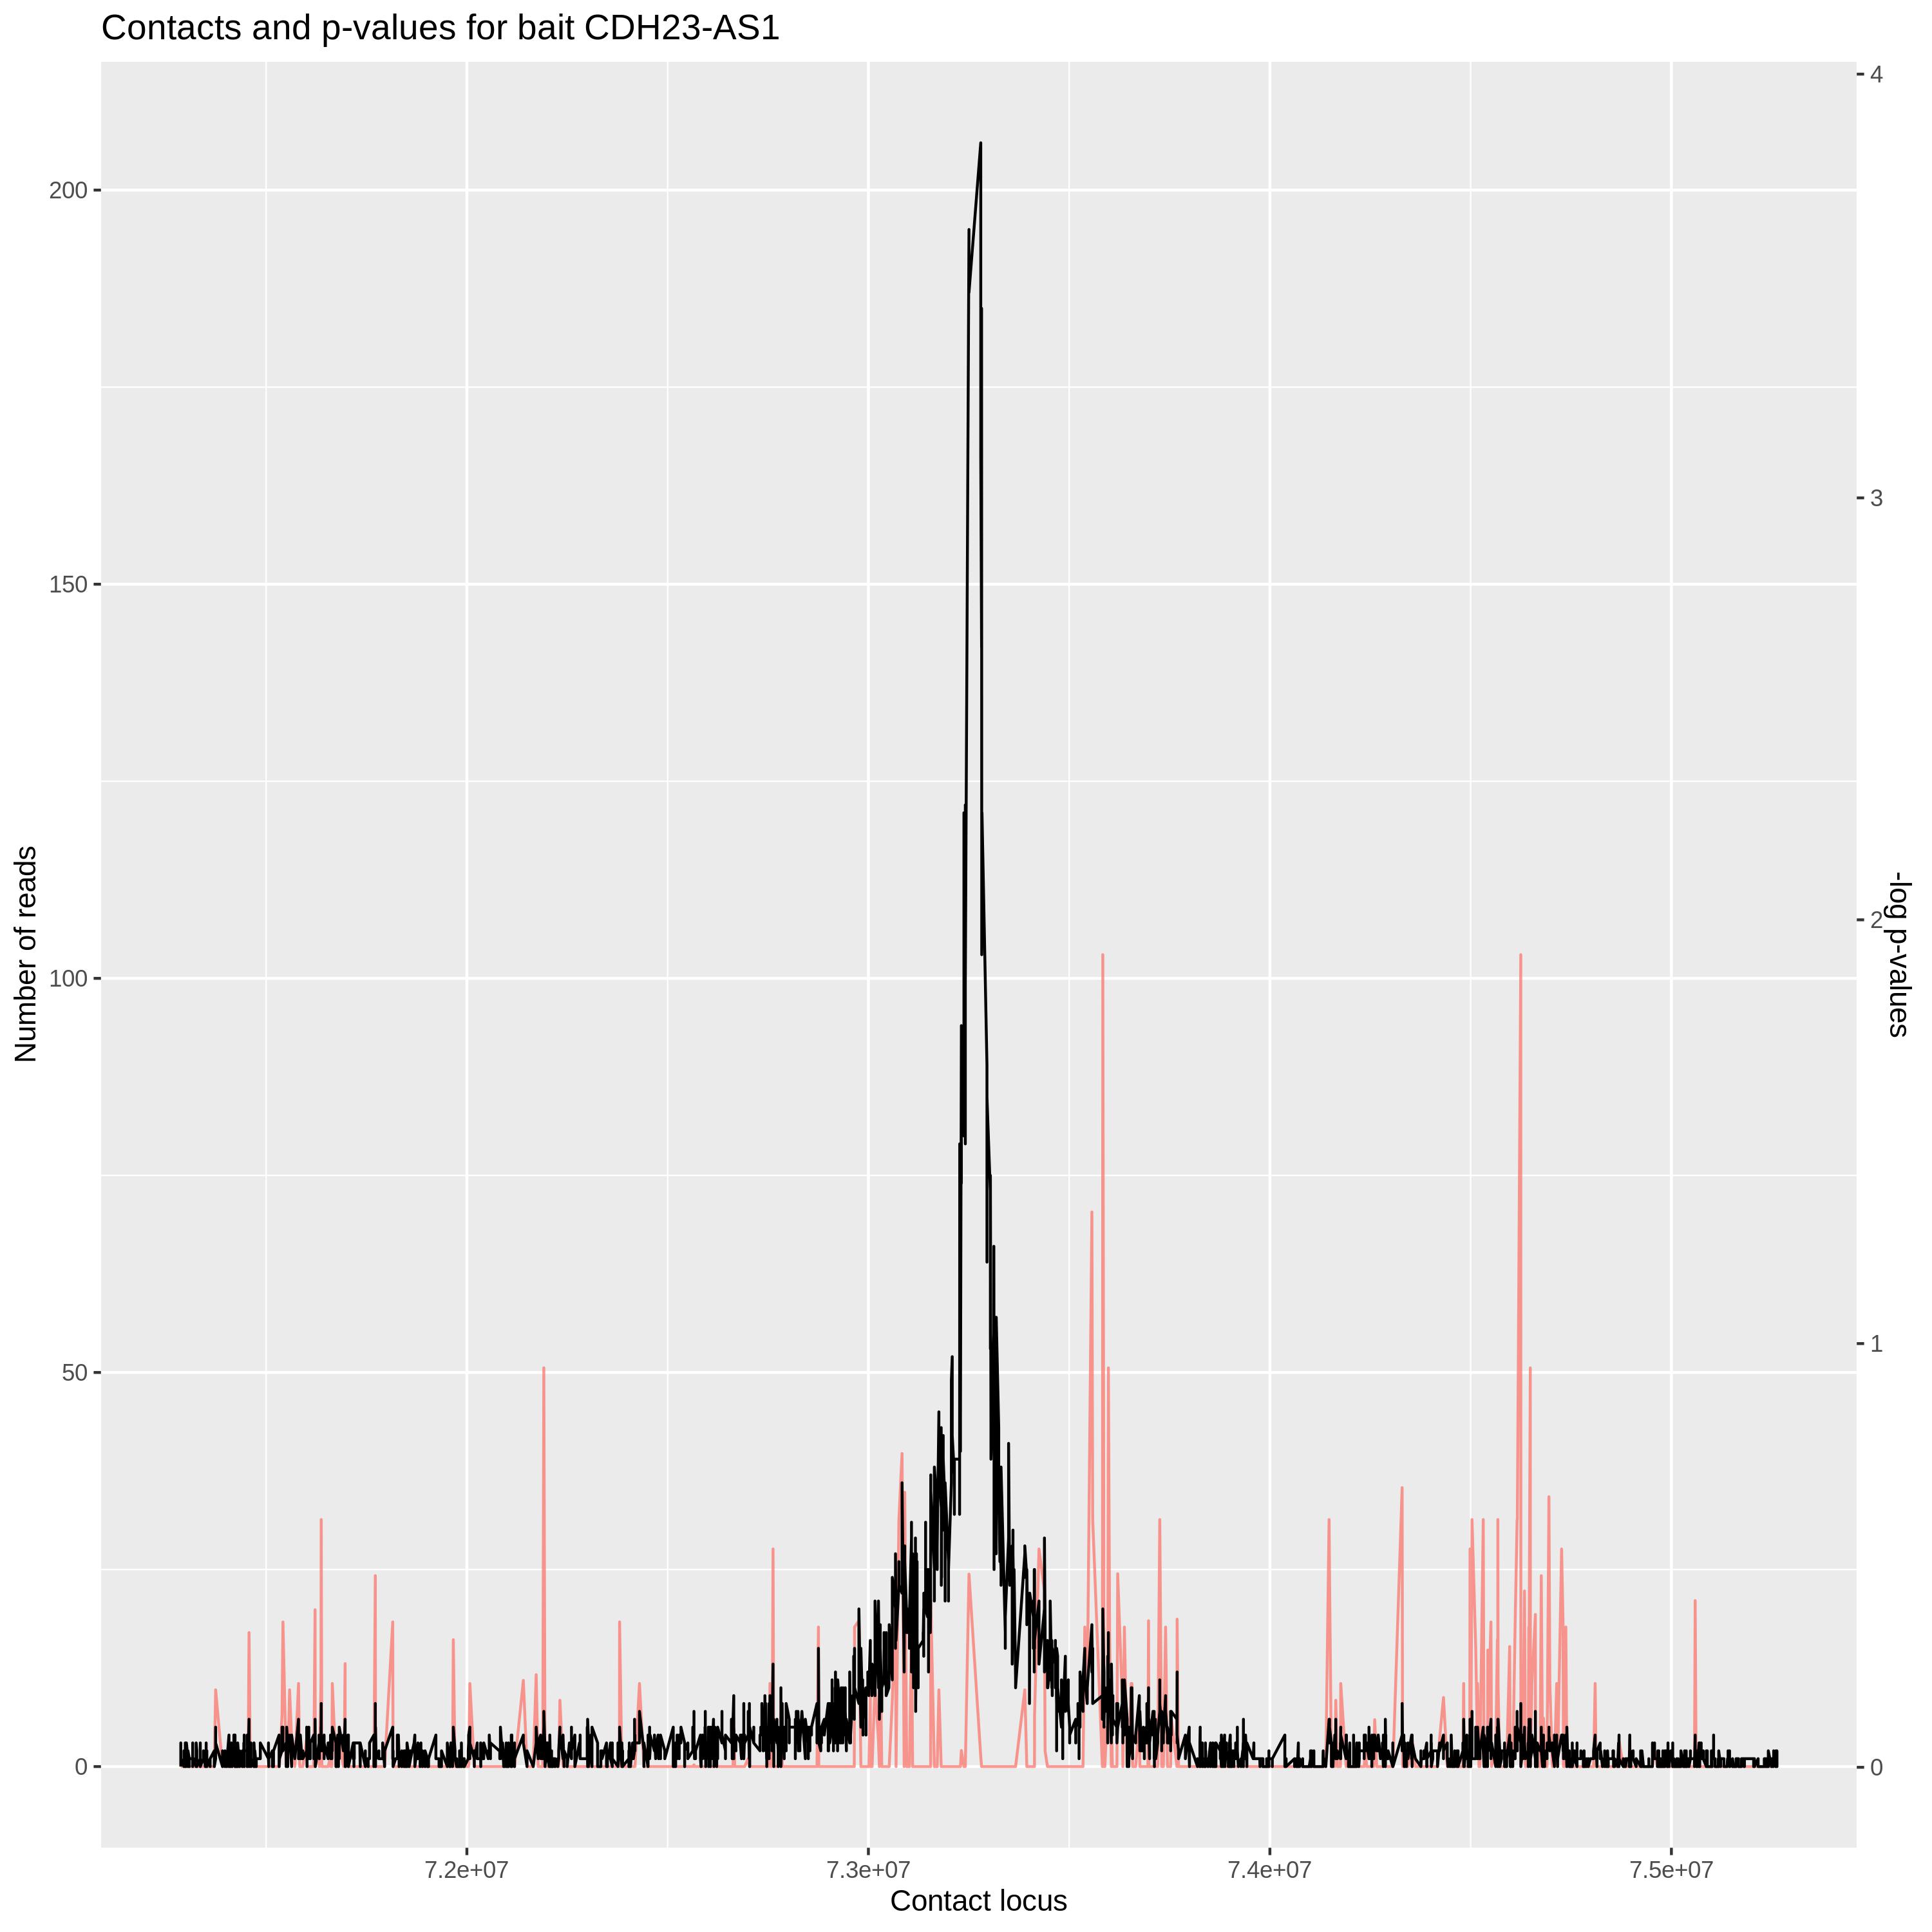 Contacts and p-values for bait CDH23-AS1
4
200
3
150
2
100
1
50
0
0
Number of reads
-log p-values
7.2e+07
7.3e+07
7.4e+07
7.5e+07
Contact locus